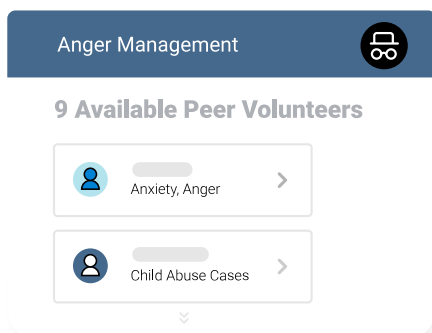 Anger Management
9 Available Peer Volunteers
Anxiety, Anger
Child Abuse Cases